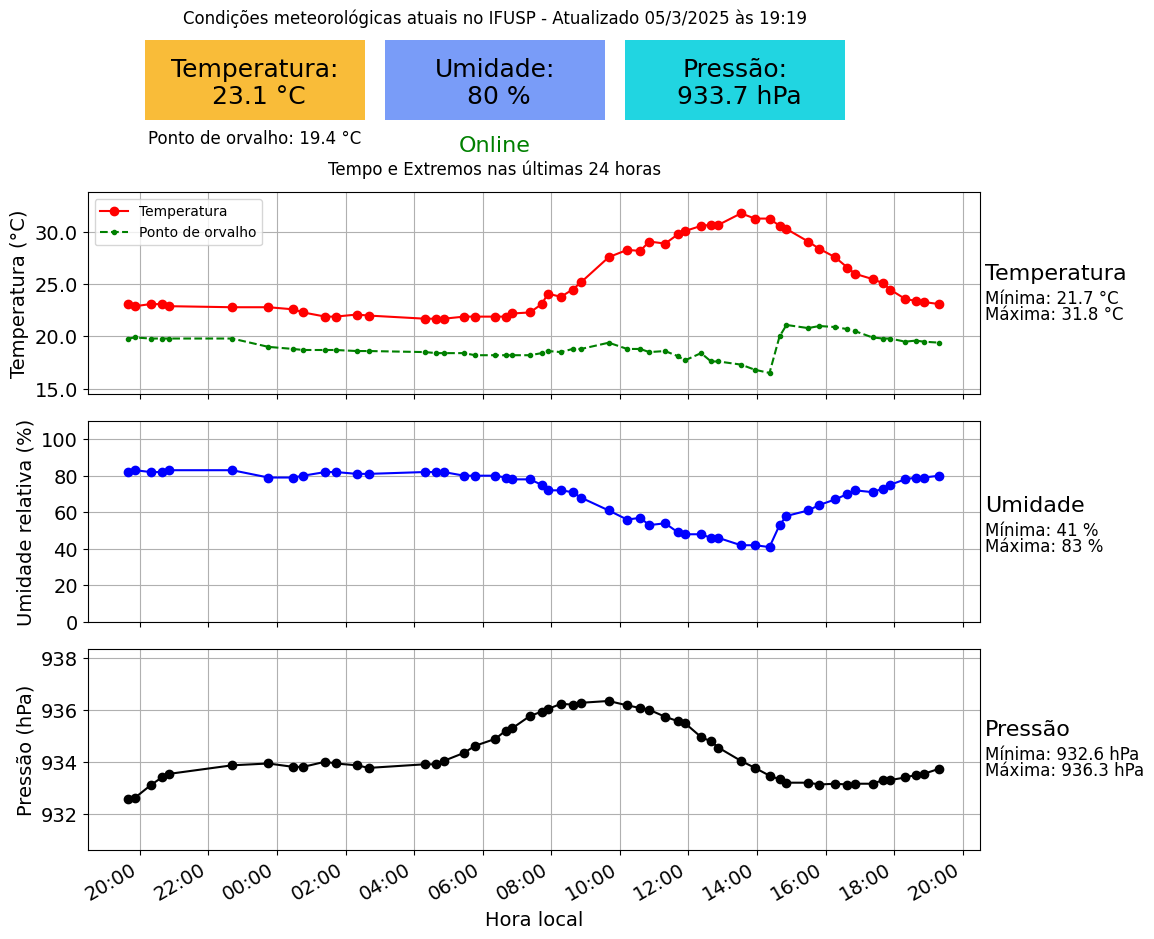 Condições meteorológicas atuais no IFUSP - Atualizado 05/3/2025 às 19:19
Temperatura:
23.1 °C
Umidade:
80 %
Pressão:
933.7 hPa
Ponto de orvalho: 19.4 °C
Online
Tempo e Extremos nas últimas 24 horas
Temperatura (°C)
30.0
25.0
20.0
15.0
Temperatura
Ponto de orvalho
Temperatura
Mínima: 21.7 °C
Máxima: 31.8 °C
Umidade relativa (%)
100
80
60
40
20
0
Umidade
Mínima: 41 %
Máxima: 83 %
Pressão (hPa)
938
936
934
932
Pressão
Mínima: 932.6 hPa
Máxima: 936.3 hPa
20:00 22:00 00:00 02:00 04:00 06:00 08:00 10:00 12:00 14:00 16:00 18:00 20:00
Hora local